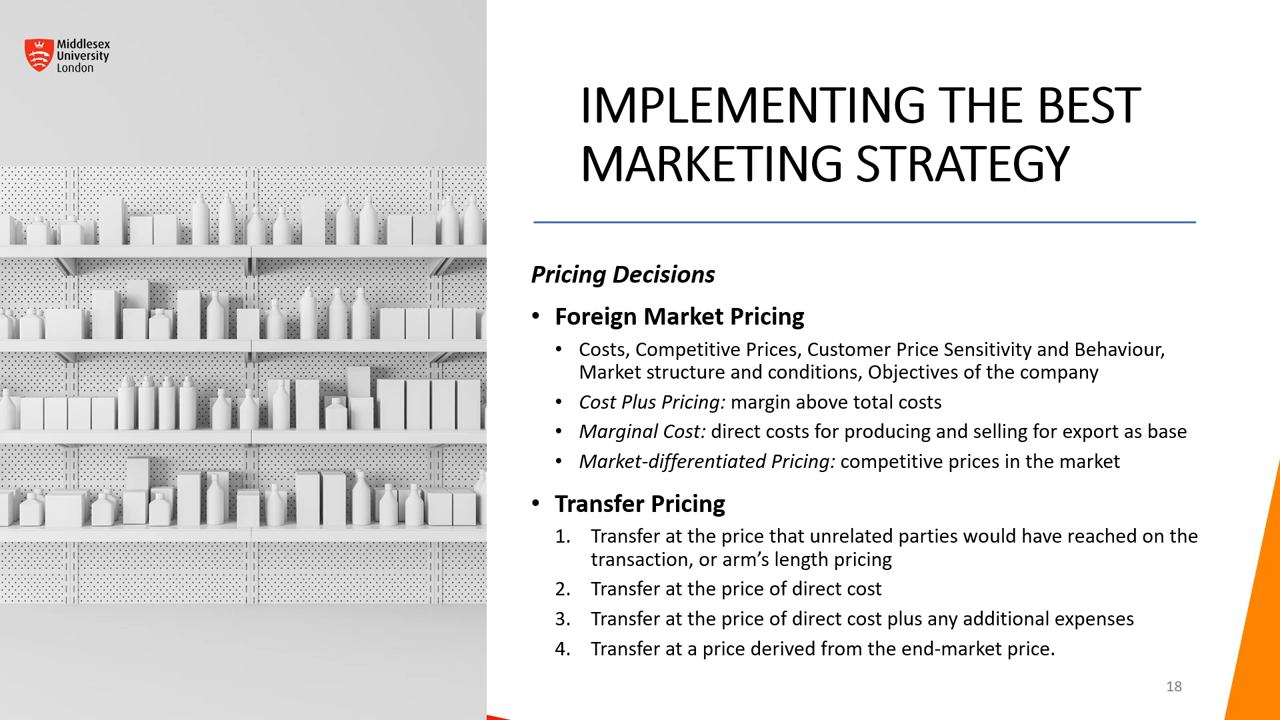 Middlesex
University
London
IMPLEMENTING THE BEST
MARKETING STRATEGY
Pricing Decisions
• Foreign Market Pricing
• Costs, Competitive Prices, Customer Price Sensitivity and Behaviour,
Market structure and conditions, Objectives of the company
• Cost Plus Pricing: margin above total costs
• Marginal Cost: direct costs for producing and selling for export as base
• Market-differentiated Pricing: competitive prices in the market
• Transfer Pricing
1. Transfer at the price that unrelated parties would have reached on the
transaction, or arm’s length pricing
2. Transfer at the price of direct cost
3. Transfer at the price of direct cost plus any additional expenses
4. Transfer at a price derived from the end-market price.
18